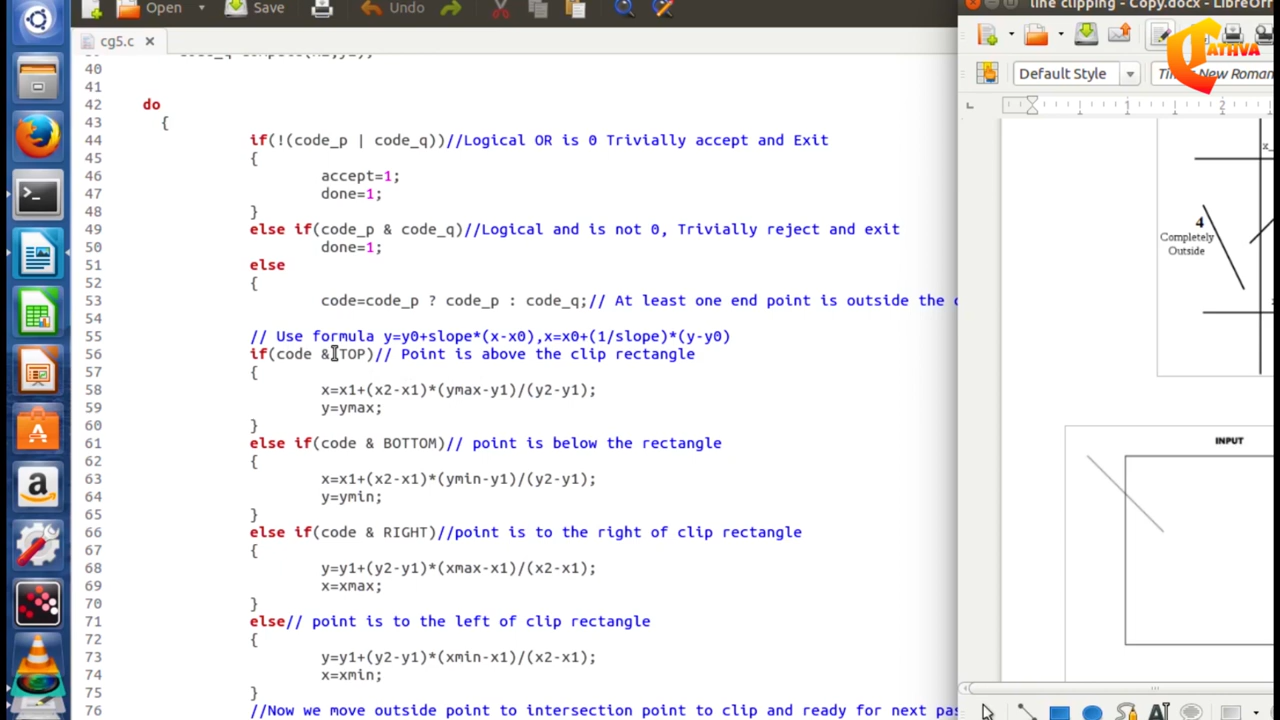 line clipping - Copy.docx - LibreOff
Open Save Undo
cg5.c
Default Style
New Roman
CATHVA
40
41
42 do
43 {
44 if(!(code_p | code_q))//Logical OR is 0 Trivially accept and Exit
45 {
46 accept=1;
47 done=1;
48 }
49 else if(code_p & code_q)//Logical and is not 0, Trivially reject and exit
50 done=1;
51 else
52 {
53 code=code_p ? code_p : code_q;// At least one end point is outside the
54
55 // Use formula y=y0+slope*(x-x0),x=x0+(1/slope)*(y-y0)
56 if(code & TOP)// Point is above the clip rectangle
57 {
58 x=x1+(x2-x1)*(ymax-y1)/(y2-y1);
59 y=ymax;
60 }
61 else if(code & BOTTOM)// point is below the rectangle
62 {
63 x=x1+(x2-x1)*(ymin-y1)/(y2-y1);
64 y=ymin;
65 }
66 else if(code & RIGHT)//point is to the right of clip rectangle
67 {
68 y=y1+(y2-y1)*(xmax-x1)/(x2-x1);
69 x=xmax;
70 }
71 else// point is to the left of clip rectangle
72 {
73 y=y1+(y2-y1)*(xmin-x1)/(x2-x1);
74 x=xmin;
75 }
76 //Now we move outside point to intersection point to clip and ready for next pas
4
Completely
Outside
INPUT